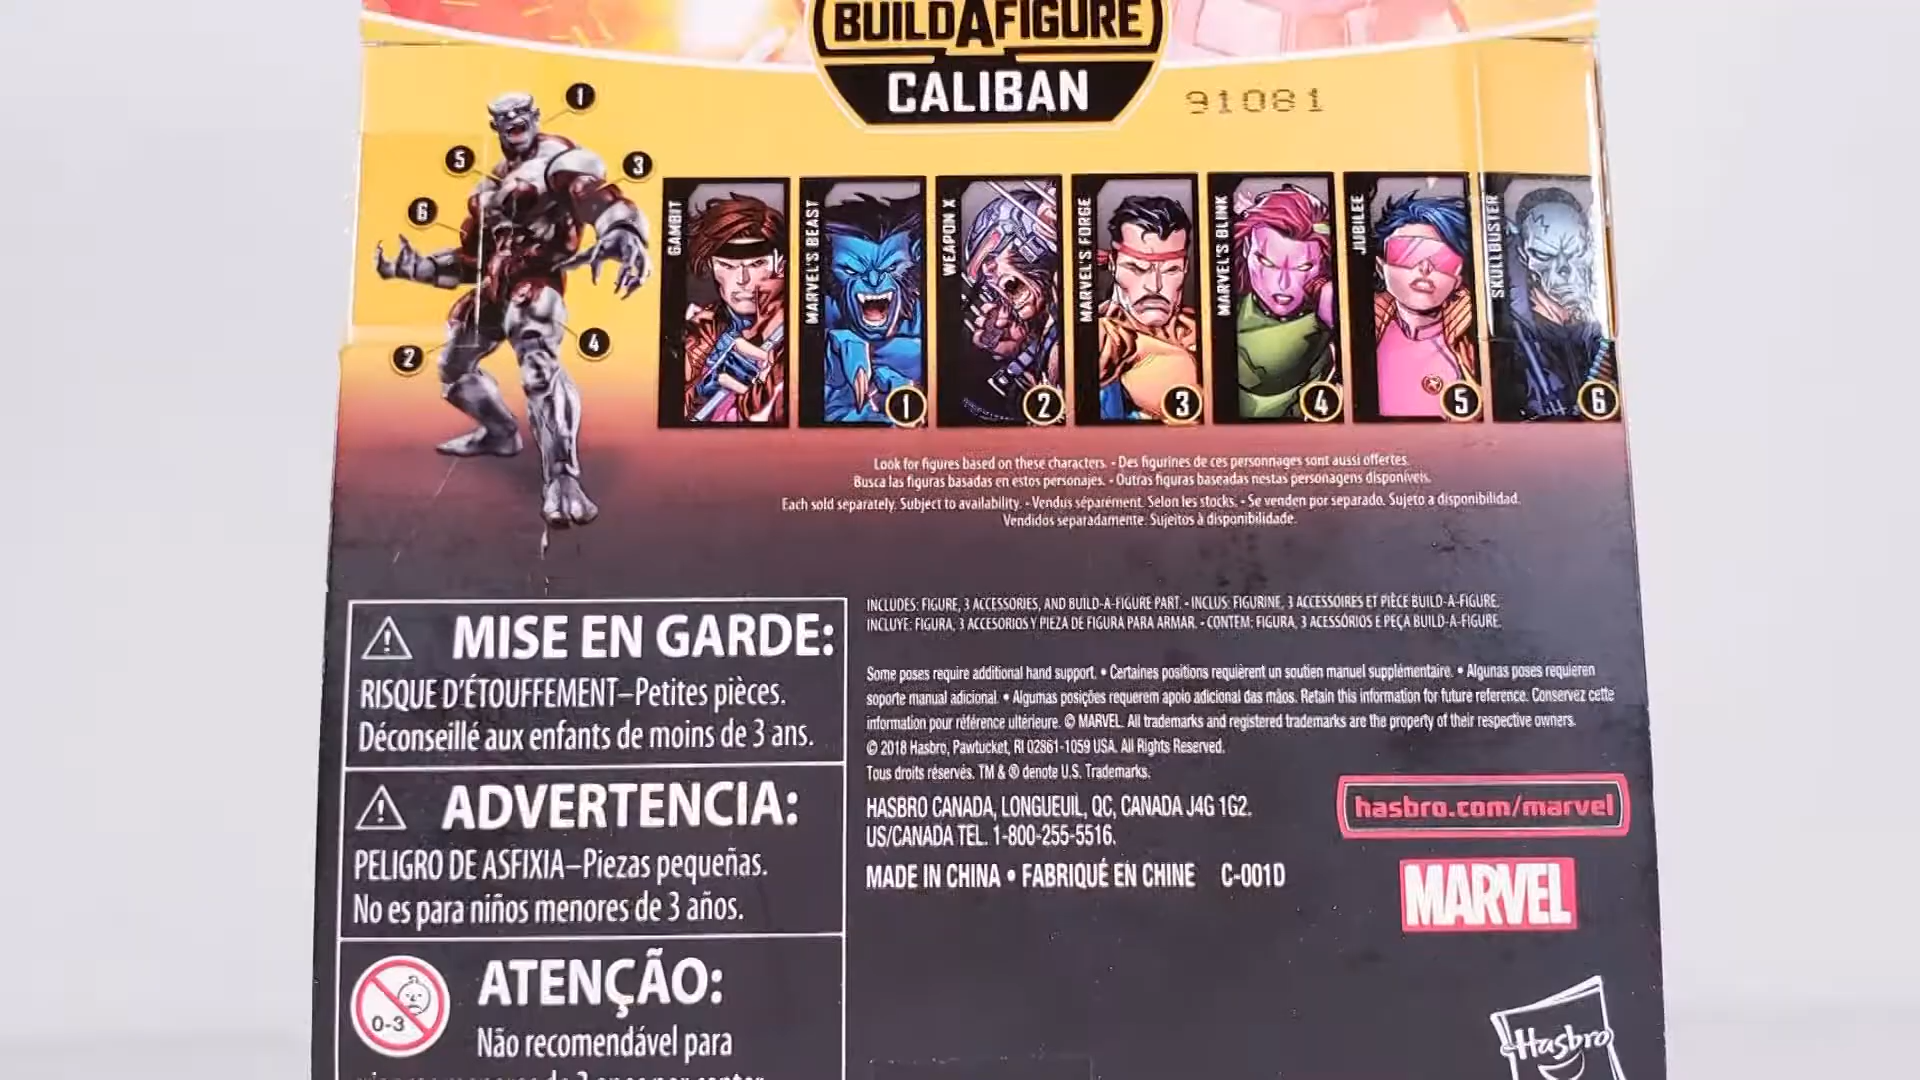 BUILDAFIGURE
CALIBAN
91081
1
5
3
6
4
2
GAMBIT
MARVEL'S BEAST
1
WEAPON X
2
MARVEL'S FORGE
3
MARVEL'S BLINK
4
JUBILEE
5
SKULLBUSTER
6
Look for figures based on these characters. - Des figurines de ces personnages sont aussi offertes.
Busca las figuras basadas en estos personajes. - Outras figuras baseadas nestas personagens disponíveis.
Each sold separately. Subject to availability. - Vendus séparément. Selon les stocks. - Se venden por separado. Sujeto a disponibilidad.
Vendidos separadamente. Sujeitos à disponibilidade.
MISE EN GARDE:
RISQUE D'ÉTOUFFEMENT–Petites pièces.
Déconseillé aux enfants de moins de 3 ans.
ADVERTENCIA:
PELIGRO DE ASFIXIA–Piezas pequeñas.
No es para niños menores de 3 años.
0-3
ATENÇÃO:
Não recomendável para
INCLUDES: FIGURE, 3 ACCESSORIES, AND BUILD-A-FIGURE PART. - INCLUS: FIGURINE, 3 ACCESSOIRES ET PIÈCE BUILD-A-FIGURE.
INCLUYE: FIGURA, 3 ACCESORIOS Y PIEZA DE FIGURA PARA ARMAR. - CONTEM: FIGURA, 3 ACESSÓRIOS E PEÇA BUILD-A-FIGURE.
Some poses require additional hand support. • Certaines positions requièrent un soutien manuel supplémentaire. • Algunas poses requieren
soporte manual adicional. • Algumas posições requerem apoio adicional das mãos. Retain this information for future reference. Conservez cette
information pour référence ultérieure. © MARVEL. All trademarks and registered trademarks are the property of their respective owners.
© 2018 Hasbro, Pawtucket, RI 02861-1059 USA. All Rights Reserved.
Tous droits réservés. TM & ® denote U.S. Trademarks.
HASBRO CANADA, LONGUEUIL, QC, CANADA J4G 1G2.
US/CANADA TEL. 1-800-255-5516.
MADE IN CHINA • FABRIQUÉ EN CHINE C-001D
hasbro.com/marvel
MARVEL
Hasbro